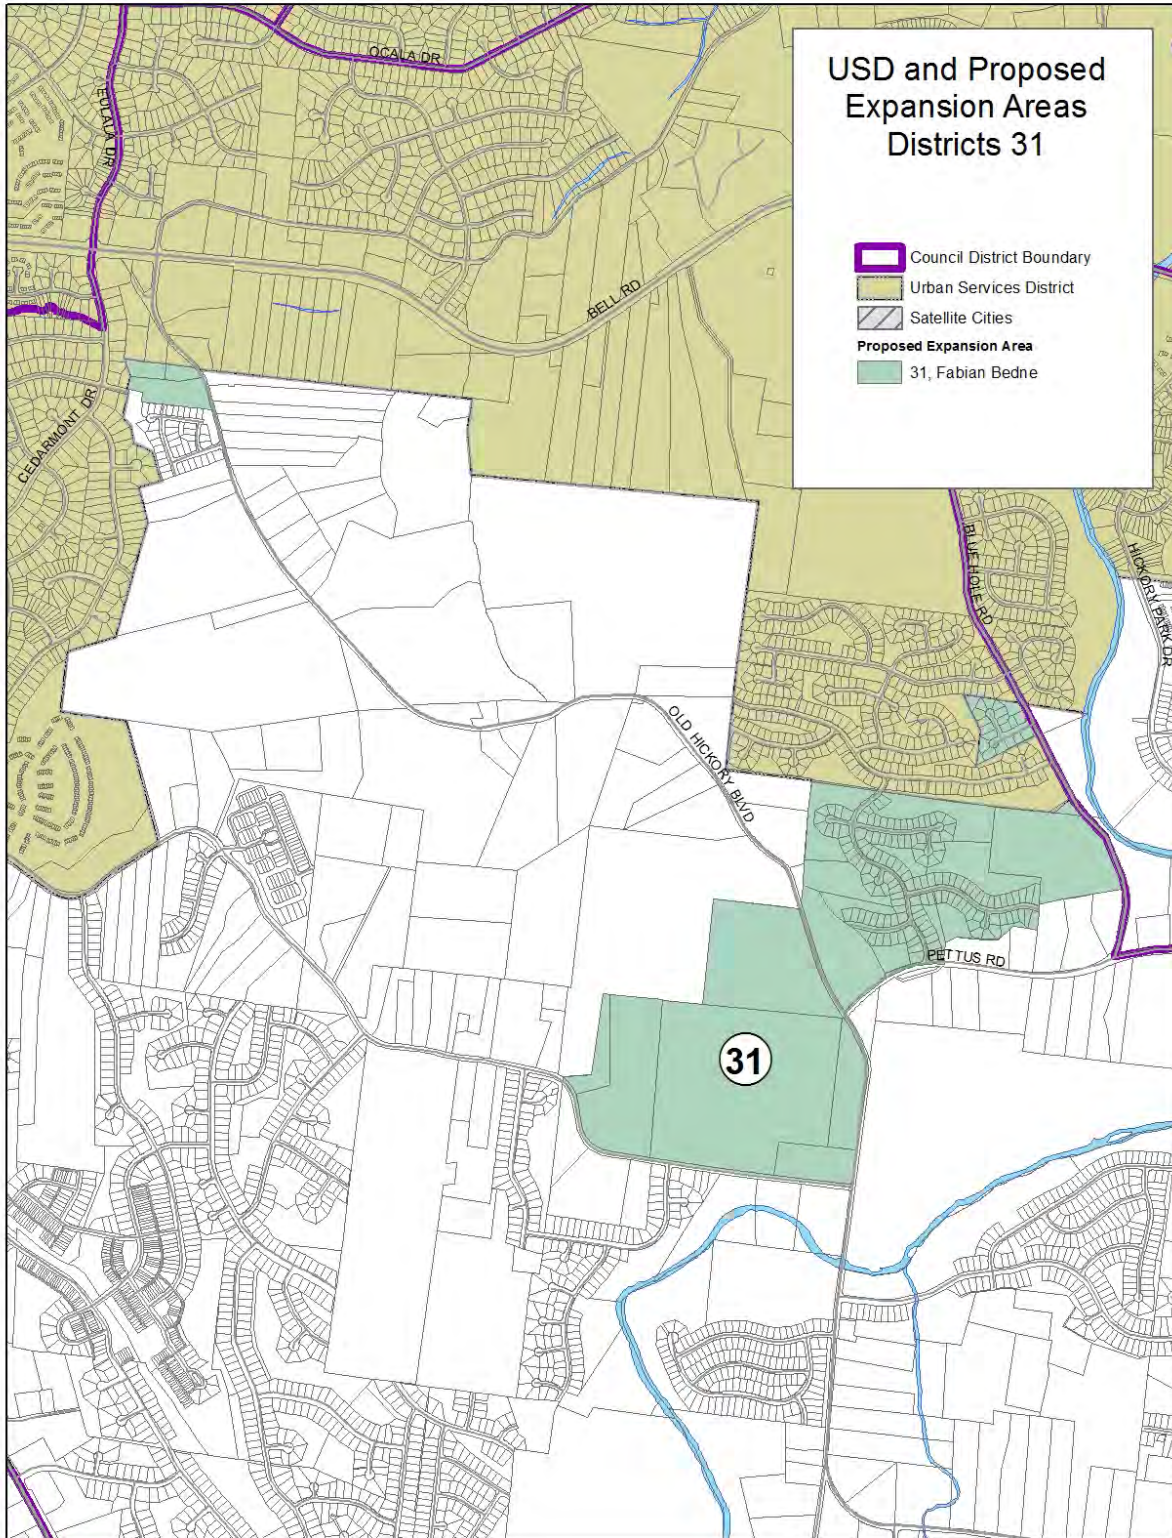 OCALA DR
EULALA DR
USD and Proposed
Expansion Areas
Districts 31
Council District Boundary
Urban Services District
Satellite Cities
Proposed Expansion Area
31, Fabian Bedne
BELL RD
CEDARMONT DR
BLUE HOLE RD
HICKORY PARK DR
OLD HICKORY BLVD
PETTUS RD
31